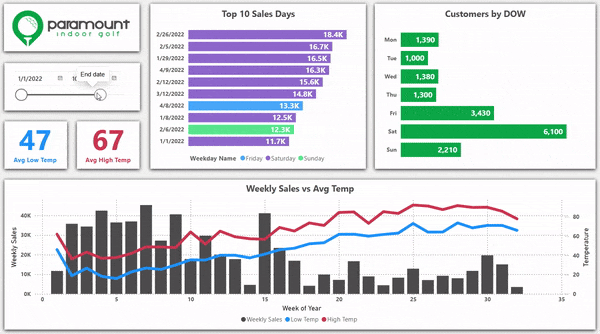 paramount
indoor golf
1/1/2022
10
End date
47
Avg Low Temp
67
Avg High Temp
Top 10 Sales Days
2/26/2022 18.4K
2/5/2022 16.7K
1/29/2022 16.5K
4/9/2022 16.3K
2/12/2022 15.6K
3/12/2022 14.8K
4/8/2022 13.3K
1/8/2022 12.5K
2/6/2022 12.3K
1/1/2022 11.7K
Weekday Name Friday Saturday Sunday
Customers by DOW
Mon 1,390
Tue 1,000
Wed 1,380
Thu 1,300
Fri 3,430
Sat 6,100
Sun 2,210
Weekly Sales vs Avg Temp
Weekly Sales
40K
30K
20K
10K
0K
80
60
40
20
0
Temperature
0 5 10 15 20 25 30 35
Week of Year
Weekly Sales Low Temp High Temp